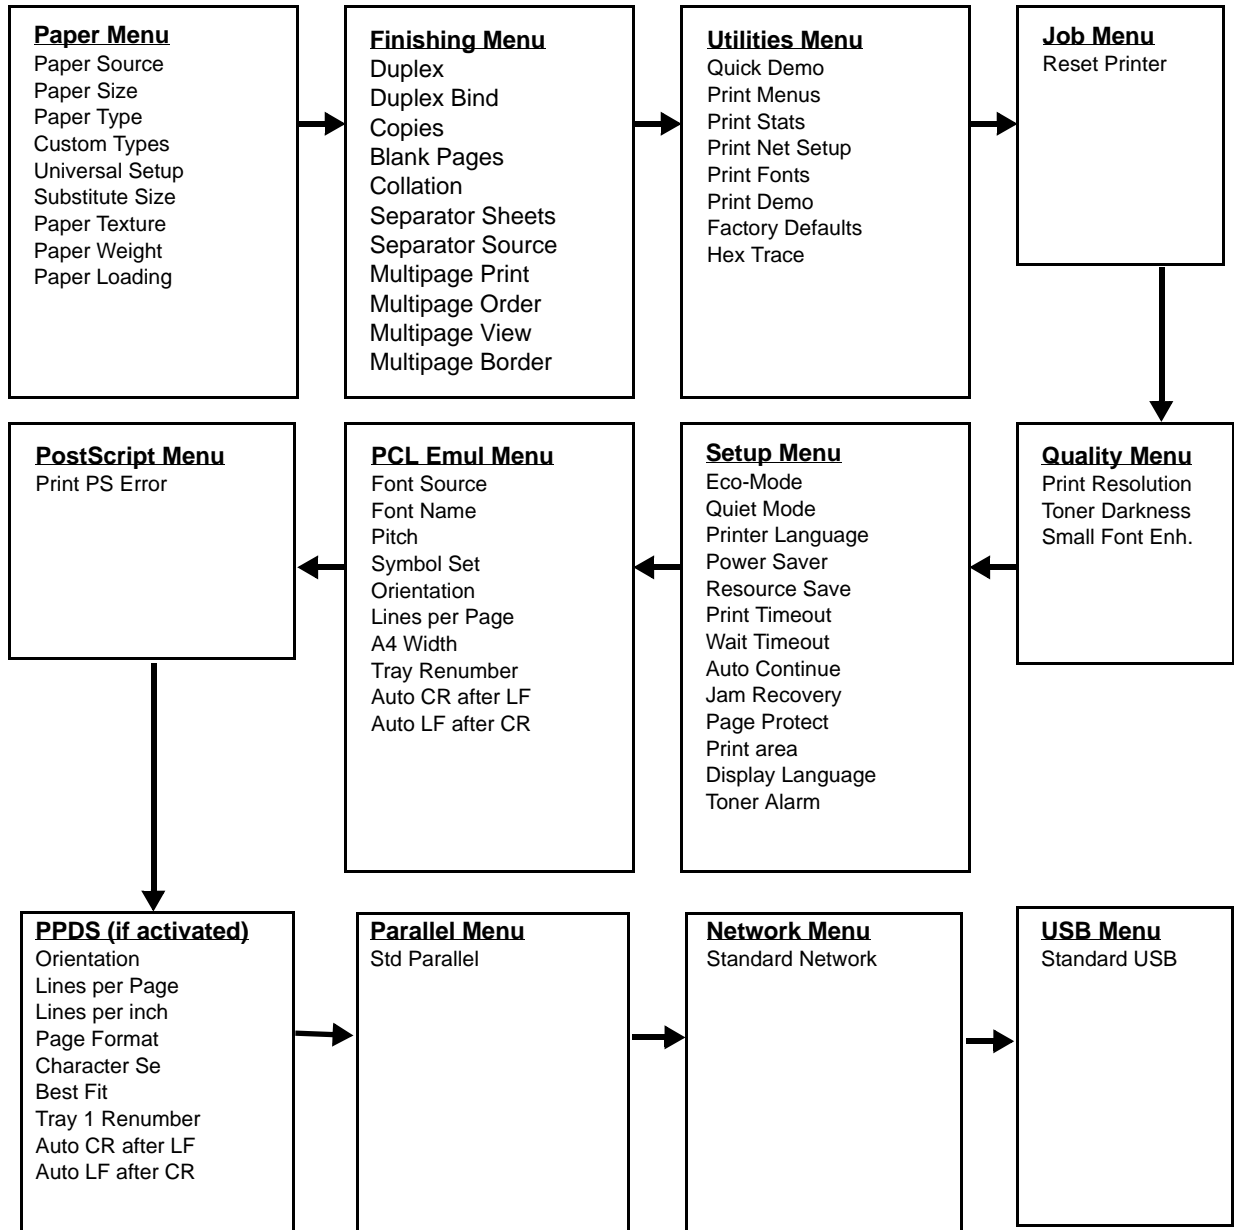 Paper Menu
Paper Source
Paper Size
Paper Type
Custom Types
Universal Setup
Substitute Size
Paper Texture
Paper Weight
Paper Loading
Finishing Menu
Duplex
Duplex Bind
Copies
Blank Pages
Collation
Separator Sheets
Separator Source
Multipage Print
Multipage Order
Multipage View
Multipage Border
Utilities Menu
Quick Demo
Print Menus
Print Stats
Print Net Setup
Print Fonts
Print Demo
Factory Defaults
Hex Trace
Job Menu
Reset Printer
PostScript Menu
Print PS Error
PCL Emul Menu
Font Source
Font Name
Pitch
Symbol Set
Orientation
Lines per Page
A4 Width
Tray Renumber
Auto CR after LF
Auto LF after CR
Setup Menu
Eco-Mode
Quiet Mode
Printer Language
Power Saver
Resource Save
Print Timeout
Wait Timeout
Auto Continue
Jam Recovery
Page Protect
Print area
Display Language
Toner Alarm
Quality Menu
Print Resolution
Toner Darkness
Small Font Enh.
PPDS (if activated)
Orientation
Lines per Page
Lines per inch
Page Format
Character Se
Best Fit
Tray 1 Renumber
Auto CR after LF
Auto LF after CR
Parallel Menu
Std Parallel
Network Menu
Standard Network
USB Menu
Standard USB